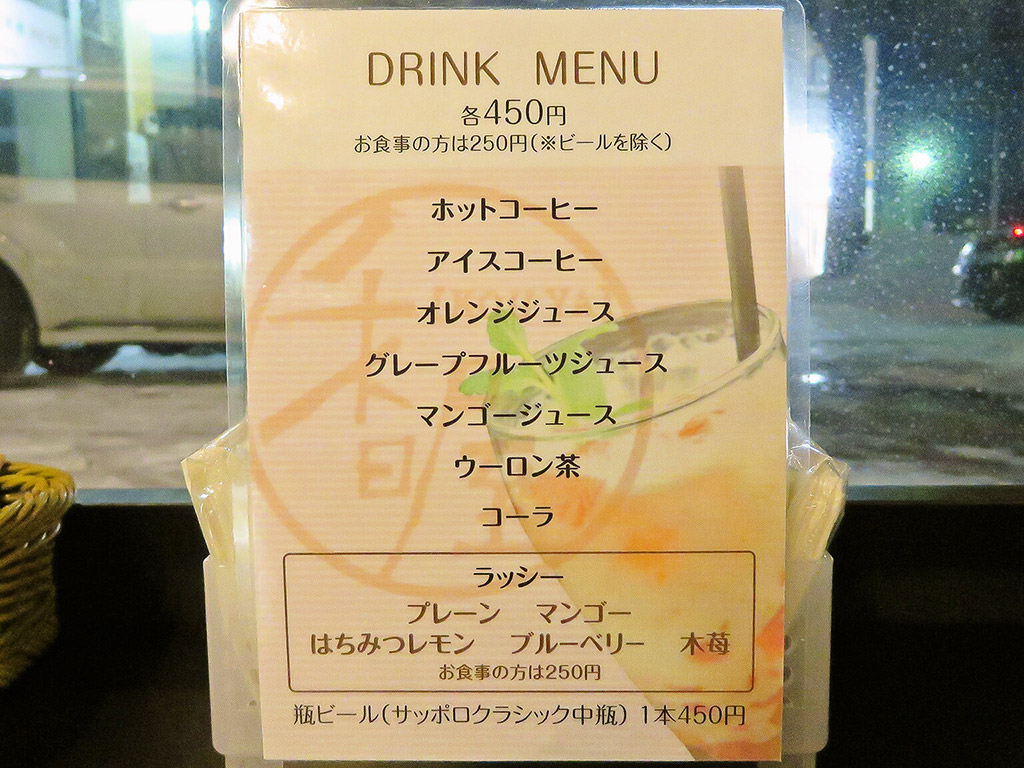 DRINK MENU
各450円
お食事の方は250円(※ビールを除く)
ホットコーヒー
アイスコーヒー
オレンジジュース
グレープフルーツジュース
マンゴージュース
ウーロン茶
コーラ
ラッシー
プレーン マンゴー
はちみつレモン ブルーベリー 木苺
お食事の方は250円
瓶ビール(サッポロクラシック中瓶) 1本450円